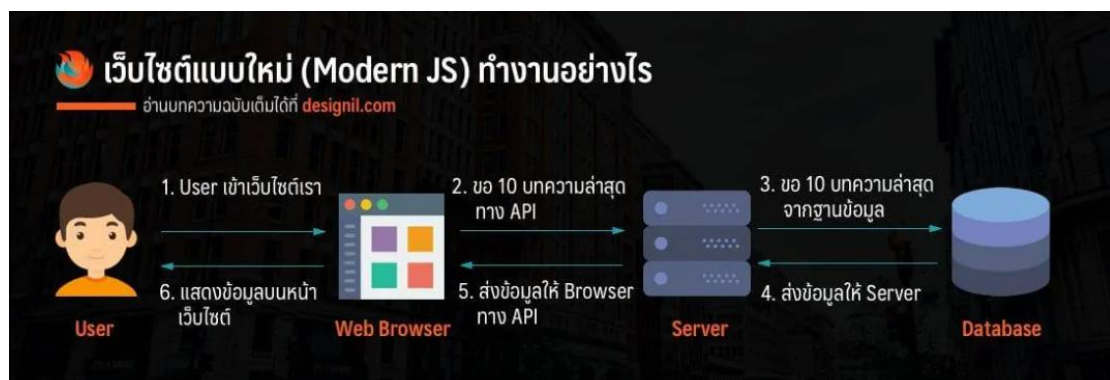 เว็บไซต์แบบใหม่ (Modern JS) ทำงานอย่างไร
อ่านบทความฉบับเต็มได้ที่ designil.com
1. User เข้าเว็บไซต์เรา
2. ขอ 10 บทความล่าสุด
ทาง API
3. ขอ 10 บทความล่าสุด
จากฐานข้อมูล
6. แสดงข้อมูลบนหน้า
เว็บไซต์
5. ส่งข้อมูลให้ Browser
ทาง API
4. ส่งข้อมูลให้ Server
User
Web Browser
Server
Database